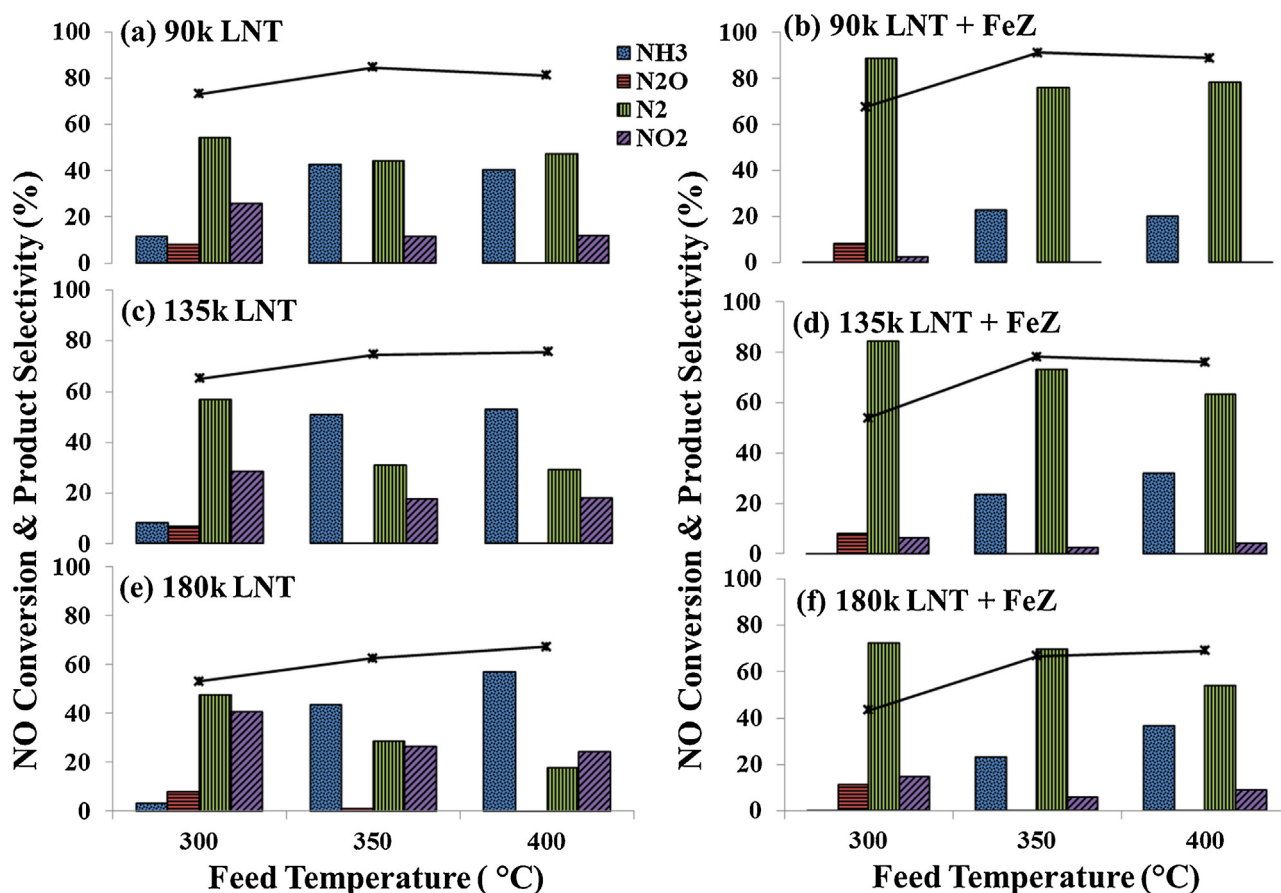 NO Conversion & Product Selectivity (%)
(a) 90k LNT
100
80
60
40
20
0
NH3
N2O
N2
NO2
(c) 135k LNT
100
80
60
40
20
0
(e) 180k LNT
100
80
60
40
20
0
300 350 400
Feed Temperature ( °C)
NO Conversion & Product Selectivity (%)
(b) 90k LNT + FeZ
100
80
60
40
20
0
(d) 135k LNT + FeZ
100
80
60
40
20
0
(f) 180k LNT + FeZ
100
80
60
40
20
0
300 350 400
Feed Temperature ( °C)